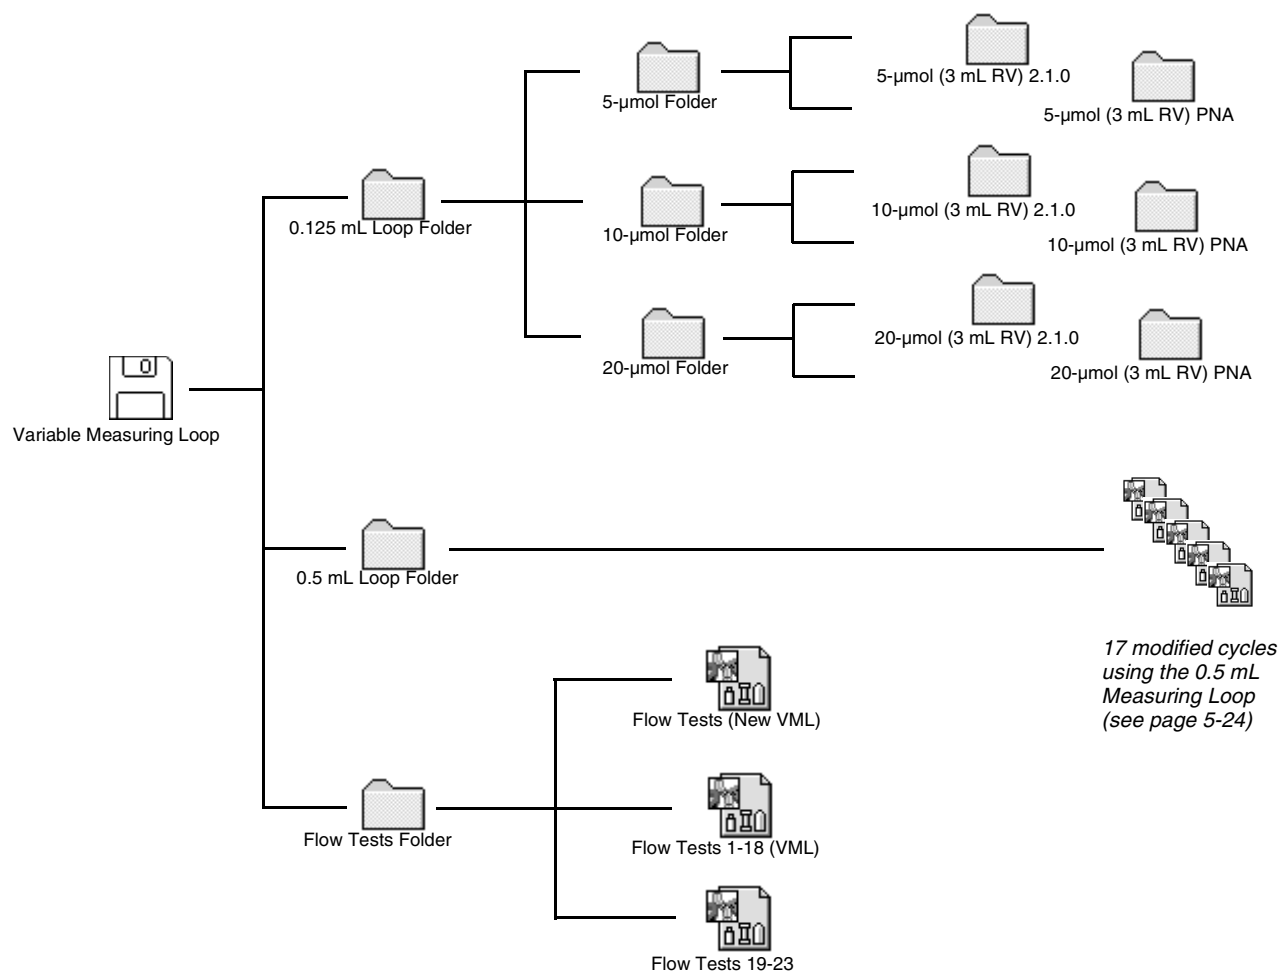 5-µmol (3 mL RV) 2.1.0
5-µmol Folder
5-µmol (3 mL RV) PNA
10-µmol (3 mL RV) 2.1.0
0.125 mL Loop Folder
10-µmol Folder
10-µmol (3 mL RV) PNA
20-µmol (3 mL RV) 2.1.0
20-µmol Folder
20-µmol (3 mL RV) PNA
Variable Measuring Loop
0.5 mL Loop Folder
17 modified cycles
using the 0.5 mL
Measuring Loop
(see page 5-24)
Flow Tests (New VML)
Flow Tests Folder
Flow Tests 1-18 (VML)
Flow Tests 19-23